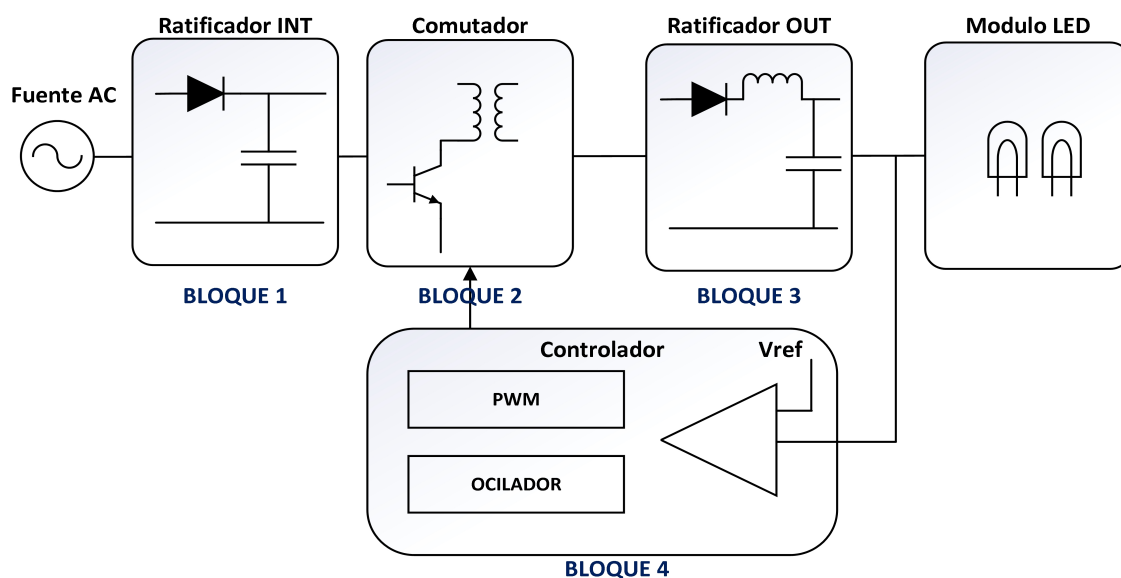 Ratificador INT
Comutador
Ratificador OUT
Modulo LED
Fuente AC
BLOQUE 1
BLOQUE 2
BLOQUE 3
Controlador
Vref
PWM
OCILADOR
BLOQUE 4